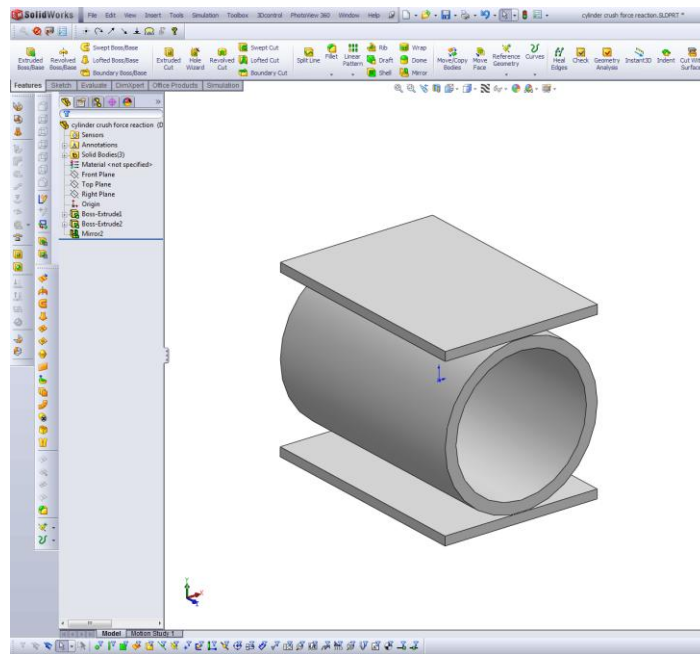 SolidWorks File Edit View Insert Tools Simulation Toolbox 3Dcontrol PhotoView 360 Window Help cylinder crush force reaction.SLDPRT *
Extruded Boss/Base Revolved Boss/Base Swept Boss/Base Lofted Boss/Base Boundary Boss/Base Extruded Cut Hole Wizard Revolved Cut Swept Cut Lofted Cut Boundary Cut Split Line Fillet Linear Pattern Rib Draft Shell Wrap Dome Mirror Move/Copy Bodies Move Face Reference Geometry Curves Heal Edges Check Geometry Analysis Instant3D Indent Cut With Surface
Features Sketch Evaluate DimXpert Office Products Simulation
cylinder crush force reaction (D
Sensors
Annotations
Solid Bodies(3)
Material <not specified>
Front Plane
Top Plane
Right Plane
Origin
Boss-Extrude1
Boss-Extrude2
Mirror2
Model Motion Study 1